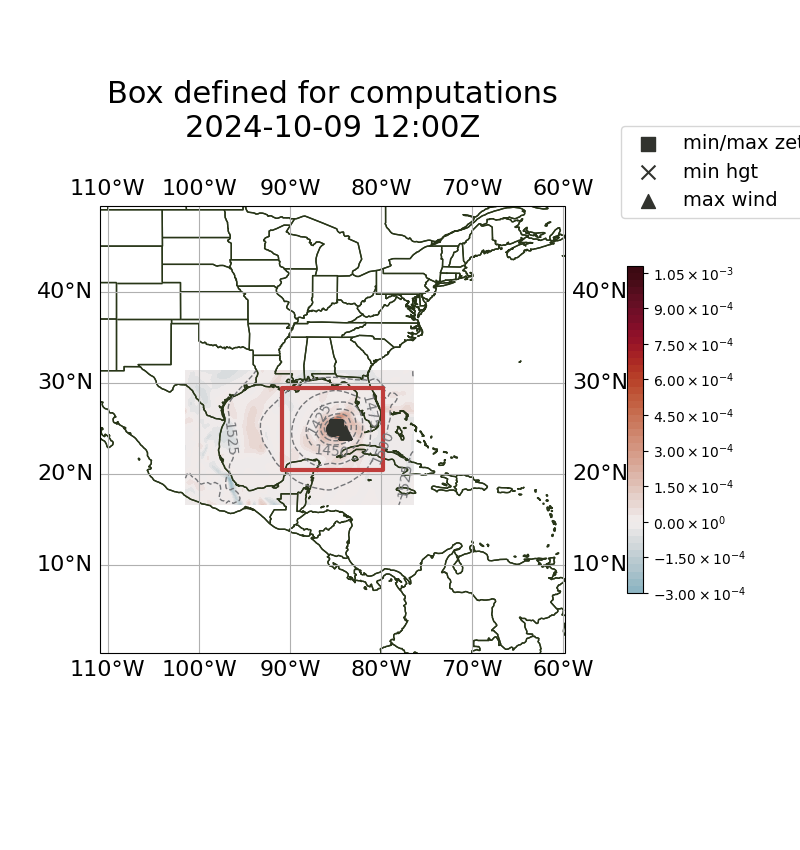 Box defined for computations
2024-10-09 12:00Z
min/max zet
min hgt
max wind
110°W 100°W 90°W 80°W 70°W 60°W
40°N 40°N
30°N 30°N
20°N 20°N
10°N 10°N
110°W 100°W 90°W 80°W 70°W 60°W
1525
1425
1450
1.05 × 10⁻³
9.00 × 10⁻⁴
7.50 × 10⁻⁴
6.00 × 10⁻⁴
4.50 × 10⁻⁴
3.00 × 10⁻⁴
1.50 × 10⁻⁴
0.00 × 10⁰
−1.50 × 10⁻⁴
−3.00 × 10⁻⁴